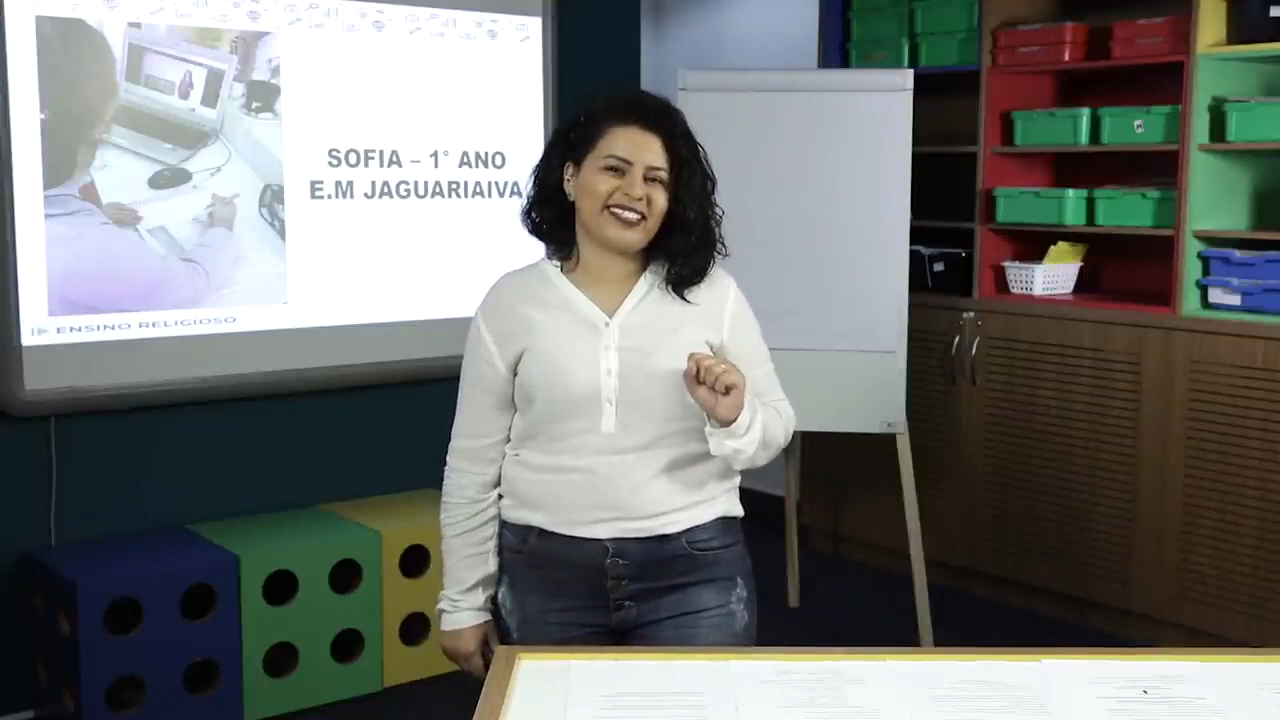 SOFIA – 1° ANO
E.M JAGUARIAIVA
ENSINO RELIGIOSO